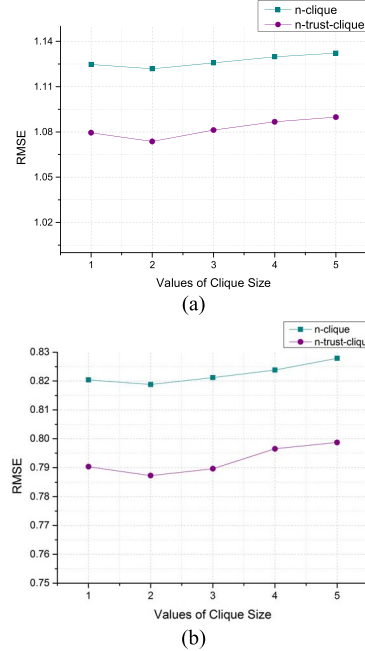 n-clique
n-trust-clique
1.14
1.11
1.08
1.05
1.02
RMSE
1 2 3 4 5
Values of Clique Size
(a)
n-clique
n-trust-cliqu
0.83
0.82
0.81
0.80
0.79
0.78
0.77
0.76
0.75
RMSE
1 2 3 4 5
Values of Clique Size
(b)